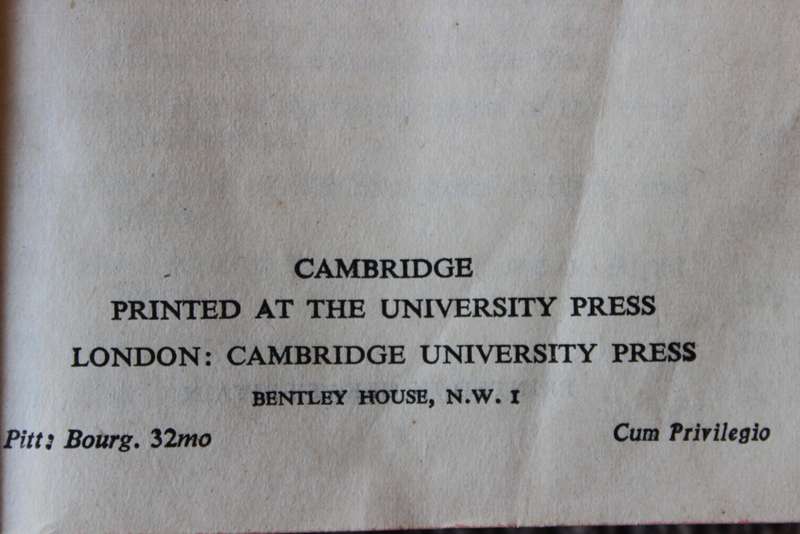 CAMBRIDGE
PRINTED AT THE UNIVERSITY PRESS
LONDON: CAMBRIDGE UNIVERSITY PRESS
BENTLEY HOUSE, N.W. I
Pitt: Bourg. 32mo Cum Privilegio